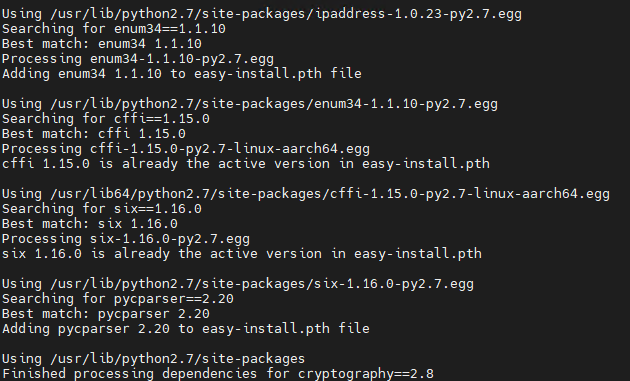 Using /usr/lib/python2.7/site-packages/ipaddress-1.0.23-py2.7.egg
Searching for enum34==1.1.10
Best match: enum34 1.1.10
Processing enum34-1.1.10-py2.7.egg
Adding enum34 1.1.10 to easy-install.pth file

Using /usr/lib/python2.7/site-packages/enum34-1.1.10-py2.7.egg
Searching for cffi==1.15.0
Best match: cffi 1.15.0
Processing cffi-1.15.0-py2.7-linux-aarch64.egg
cffi 1.15.0 is already the active version in easy-install.pth

Using /usr/lib64/python2.7/site-packages/cffi-1.15.0-py2.7-linux-aarch64.egg
Searching for six==1.16.0
Best match: six 1.16.0
Processing six-1.16.0-py2.7.egg
six 1.16.0 is already the active version in easy-install.pth

Using /usr/lib/python2.7/site-packages/six-1.16.0-py2.7.egg
Searching for pycparser==2.20
Best match: pycparser 2.20
Adding pycparser 2.20 to easy-install.pth file

Using /usr/lib/python2.7/site-packages
Finished processing dependencies for cryptography==2.8